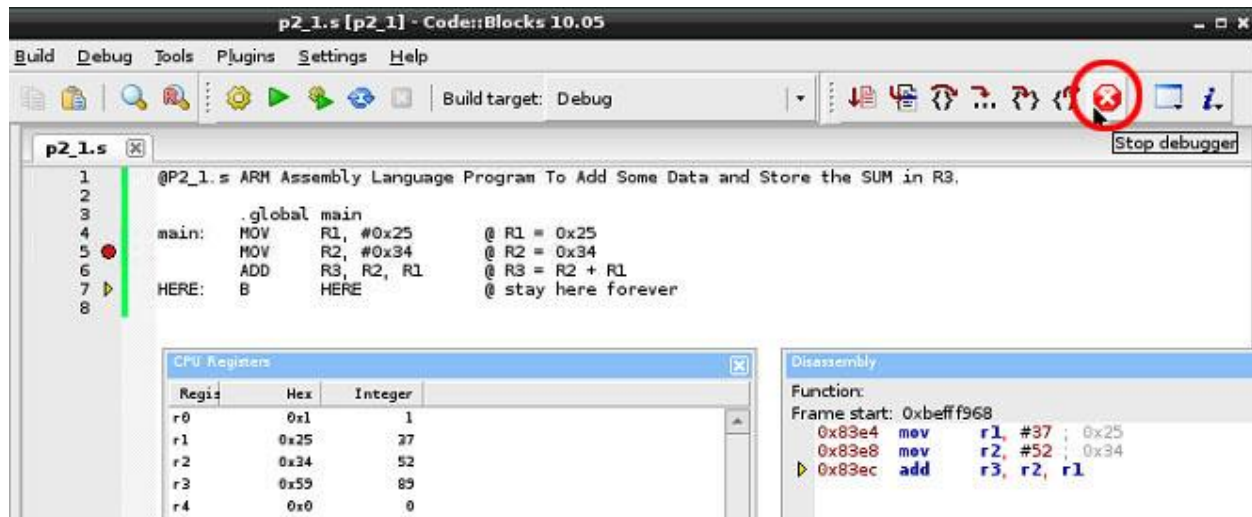 p2_1.s [p2_1] - Code::Blocks 10.05
Build Debug Tools Plugins Settings Help
Build target: Debug
Stop debugger
p2_1.s
1 @P2_1.s ARM Assembly Language Program To Add Some Data and Store the SUM in R3.
2
3 .global main
4 main: MOV R1, #0x25 @ R1 = 0x25
5 MOV R2, #0x34 @ R2 = 0x34
6 ADD R3, R2, R1 @ R3 = R2 + R1
7 HERE: B HERE @ stay here forever
8
CPU Registers
Regis Hex Integer
r0 0x1 1
r1 0x25 37
r2 0x34 52
r3 0x59 89
r4 0x0 0
Disassembly
Function:
Frame start: 0xbefff968
0x83e4 mov r1, #37 ; 0x25
0x83e8 mov r2, #52 ; 0x34
0x83ec add r3, r2, r1